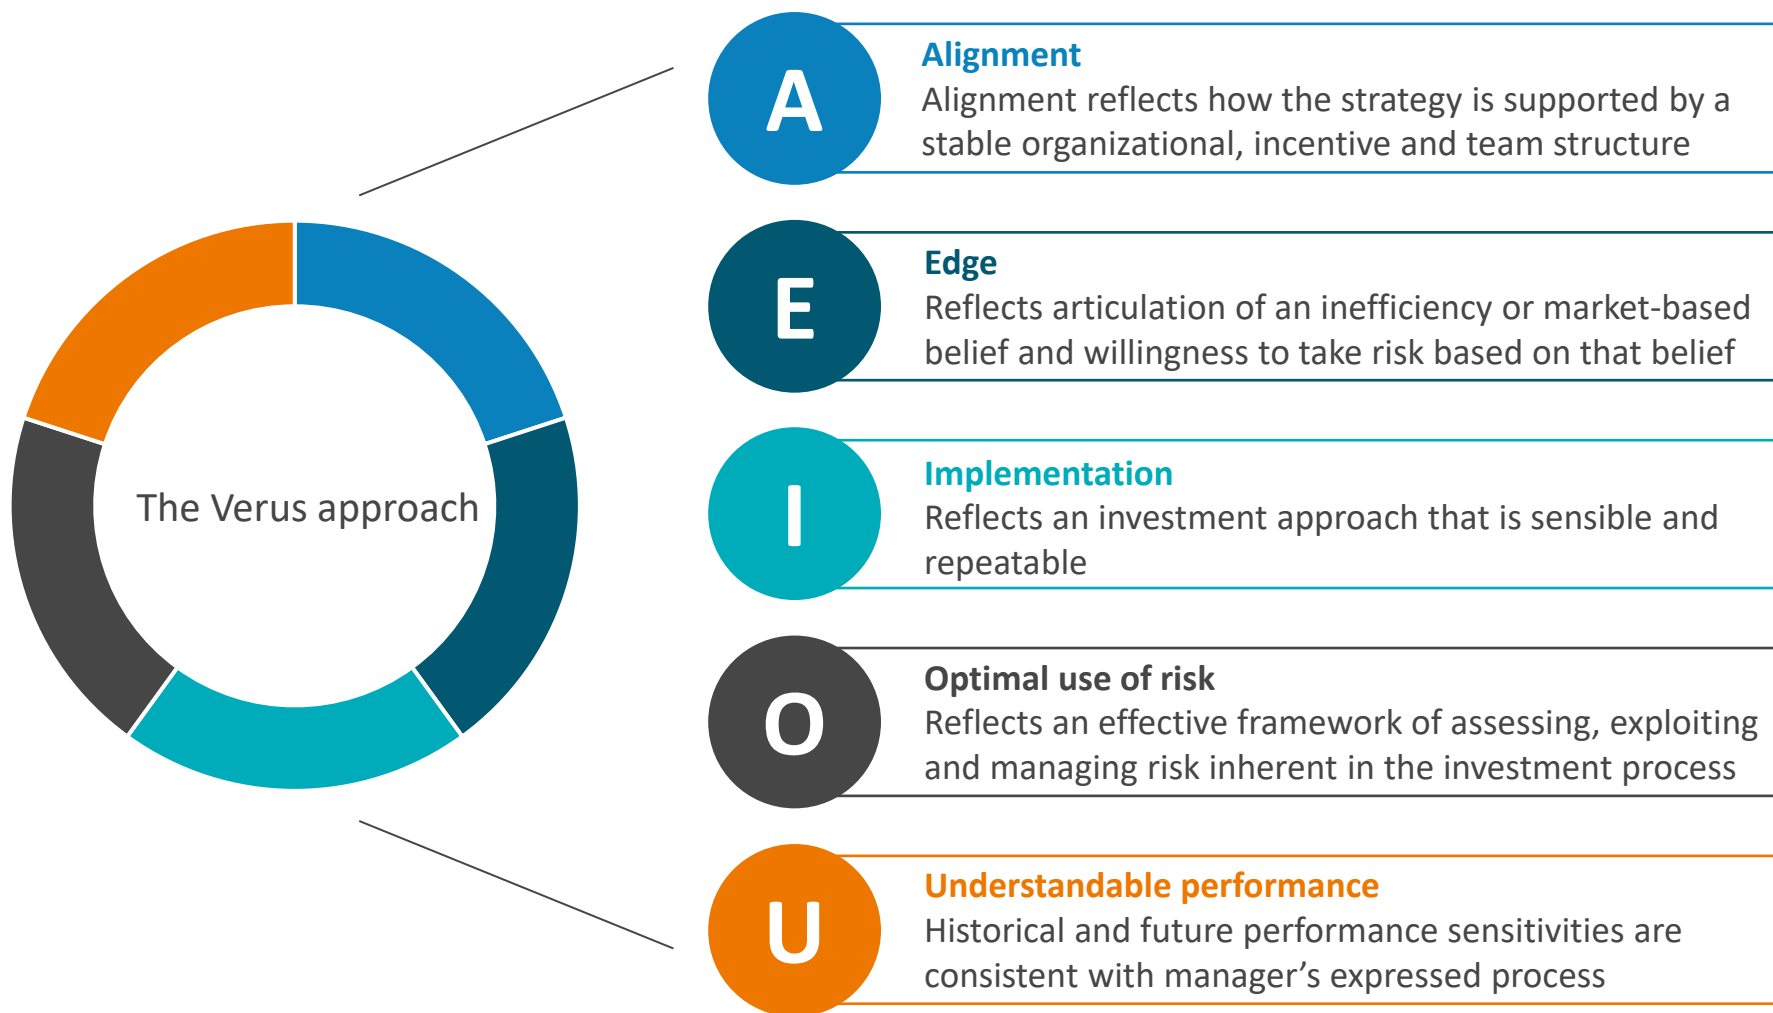 The Verus approach
A
Alignment
Alignment reflects how the strategy is supported by a
stable organizational, incentive and team structure
E
Edge
Reflects articulation of an inefficiency or market-based
belief and willingness to take risk based on that belief
I
Implementation
Reflects an investment approach that is sensible and
repeatable
O
Optimal use of risk
Reflects an effective framework of assessing, exploiting
and managing risk inherent in the investment process
U
Understandable performance
Historical and future performance sensitivities are
consistent with manager’s expressed process